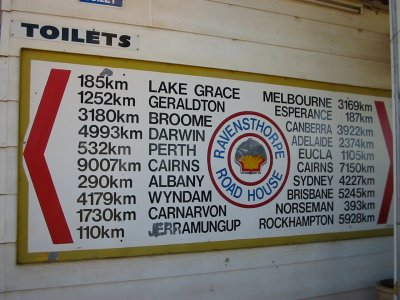 TOILET
TOILETS
185km LAKE GRACE
1252km GERALDTON
3180km BROOME
4993km DARWIN
532km PERTH
9007km CAIRNS
290km ALBANY
4179km WYNDAM
1730km CARNARVON
110km JERRAMUNGUP
RAVENSTHORPE
ROAD HOUSE
MELBOURNE 3169km
ESPERANCE 187km
CANBERRA 3922km
ADELAIDE 2374km
EUCLA 1105km
CAIRNS 7150km
SYDNEY 4227km
BRISBANE 5245km
NORSEMAN 393km
ROCKHAMPTON 5928km